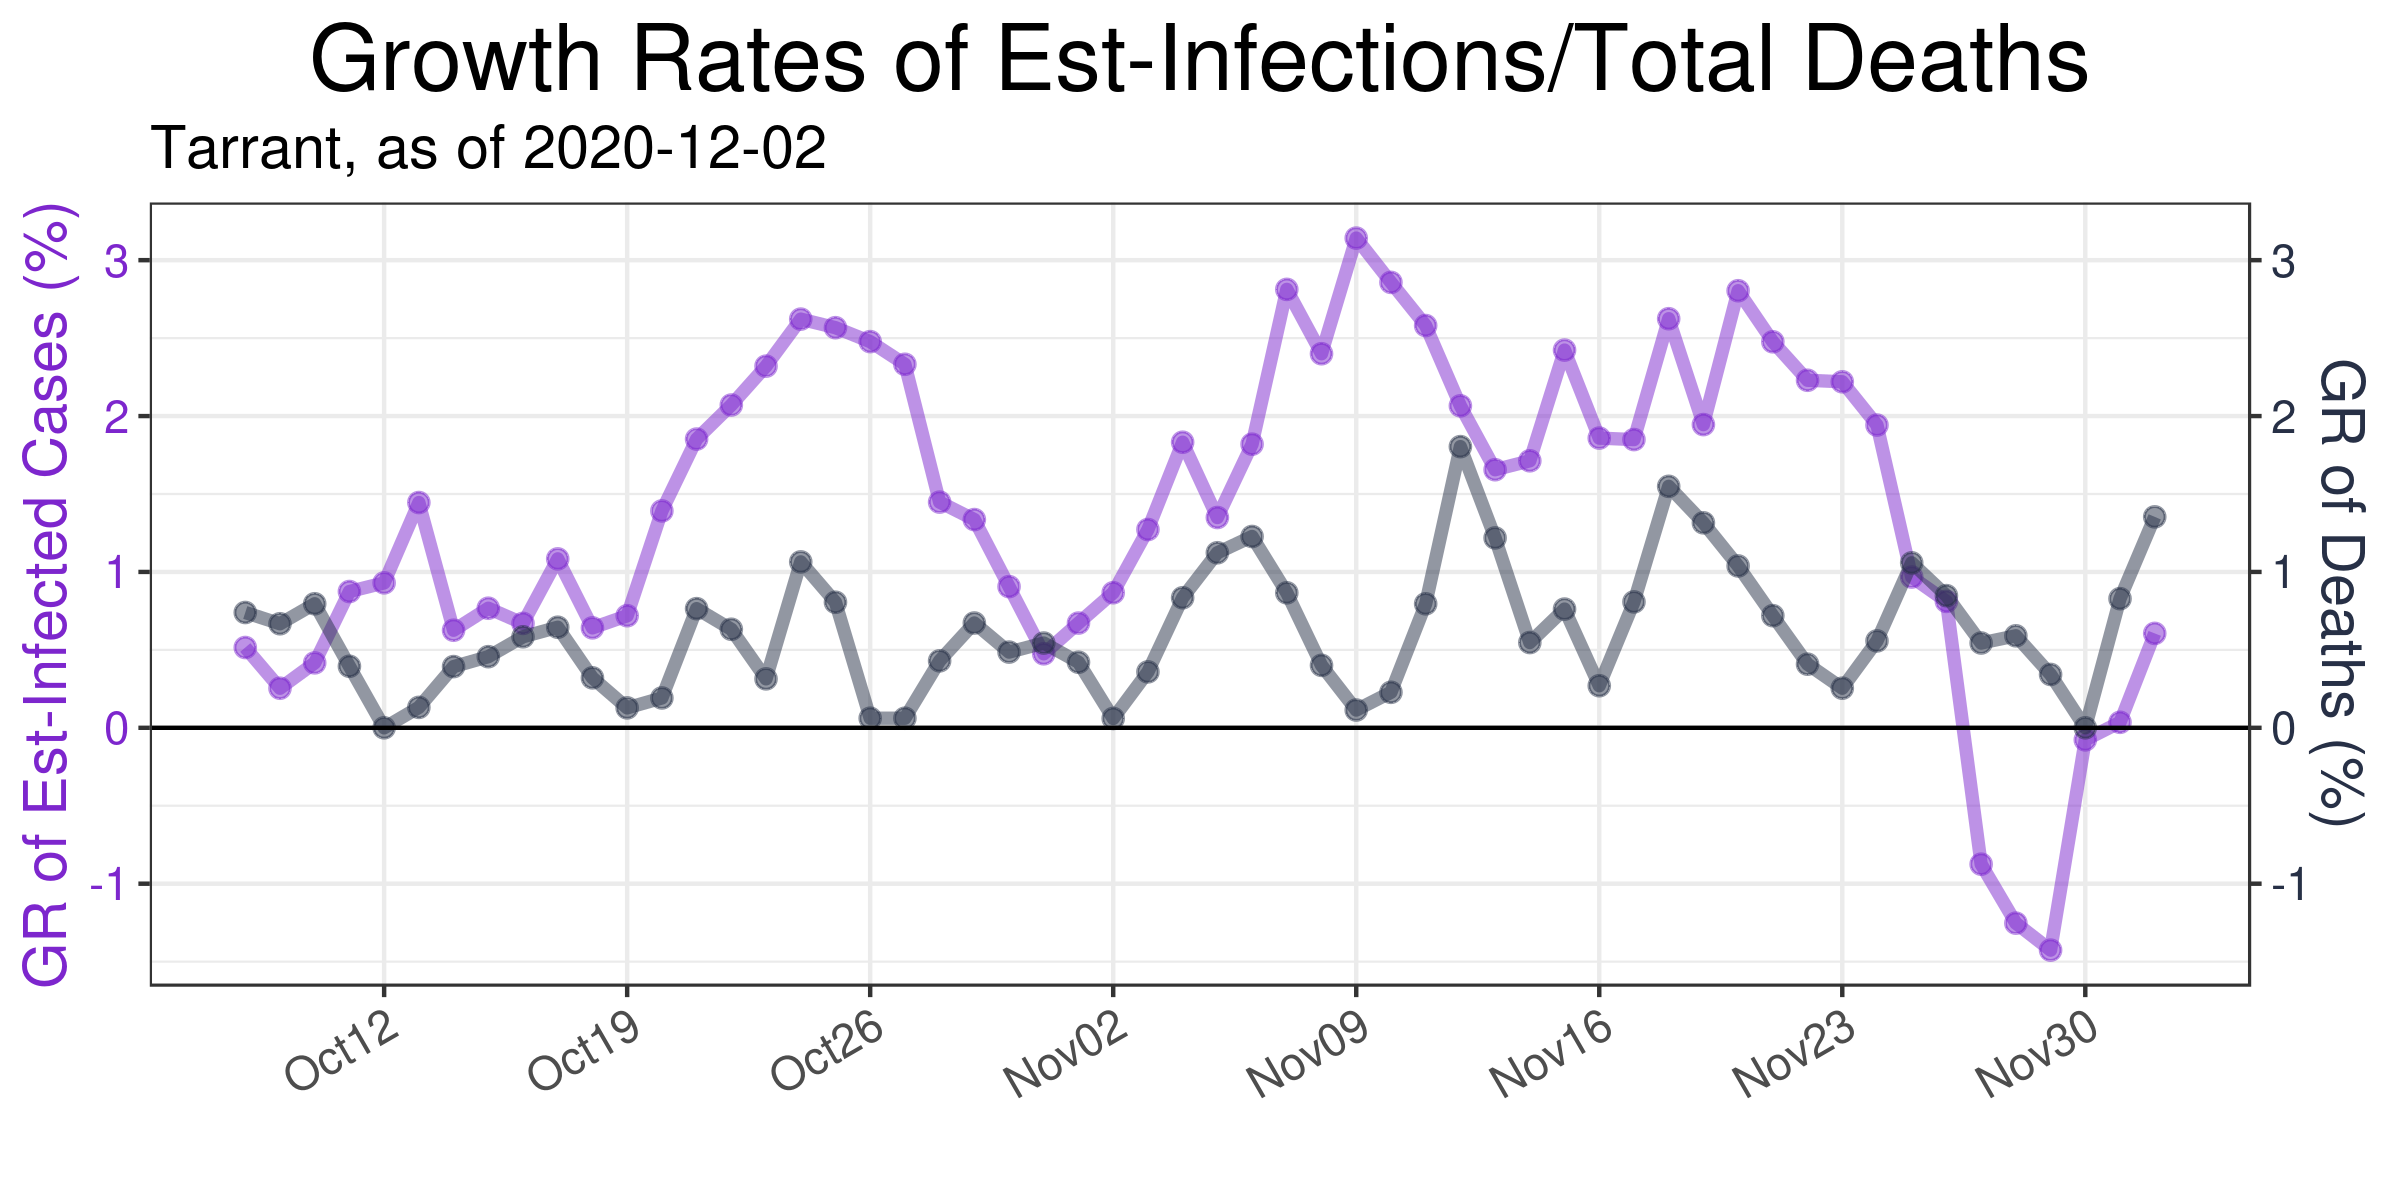 Growth Rates of Est-Infections/Total Deaths
Tarrant, as of 2020-12-02
GR of Est-Infected Cases (%)
3
2
1
0
-1
3
2
1
0
-1
GR of Deaths (%)
Oct12
Oct19
Oct26
Nov02
Nov09
Nov16
Nov23
Nov30